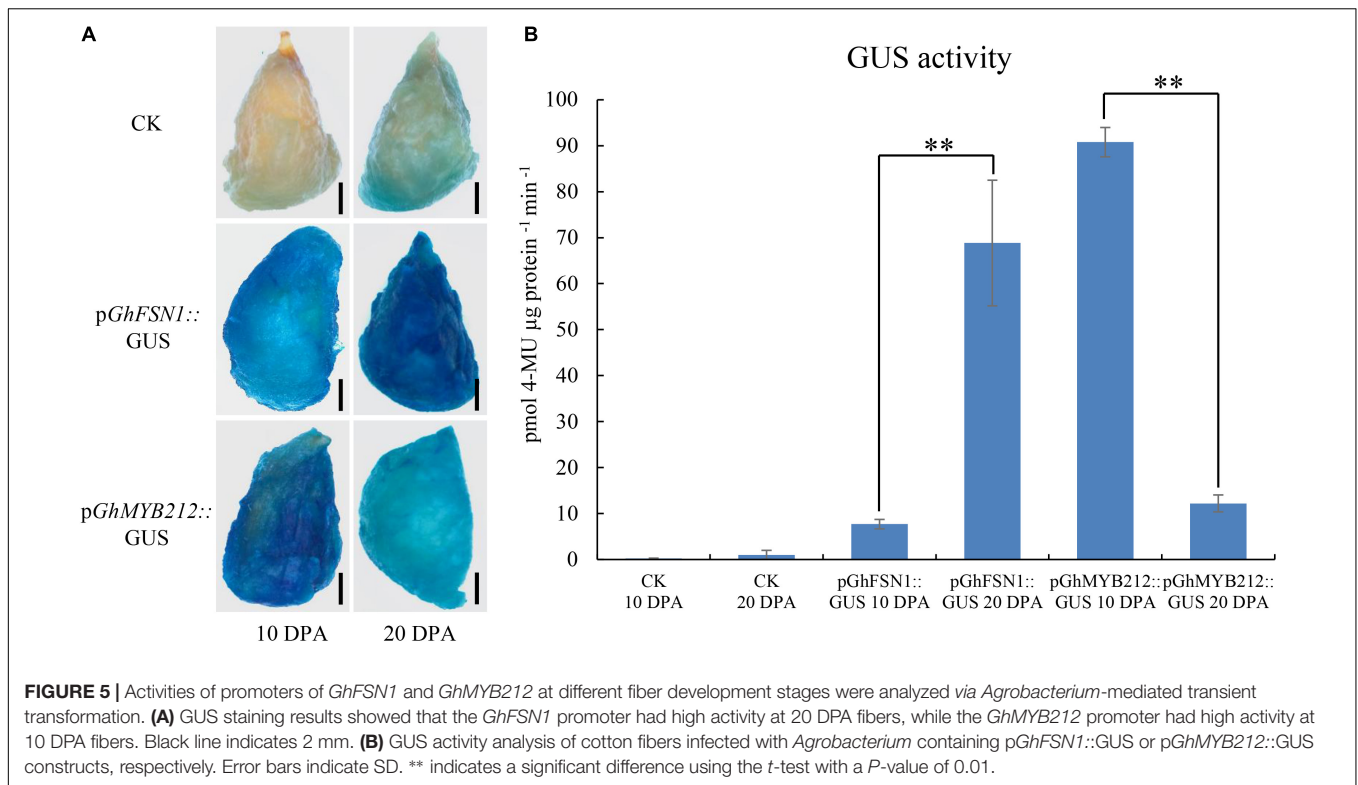 A
CK
pGhFSN1::
GUS
pGhMYB212::
GUS
10 DPA 20 DPA
B
GUS activity
pmol 4-MU µg protein -1 min -1
100
90
80
70
60
50
40
30
20
10
0
**
**
CK
10 DPA
CK
20 DPA
pGhFSN1::
GUS 10 DPA
pGhFSN1::
GUS 20 DPA
pGhMYB212::
GUS 10 DPA
pGhMYB212::
GUS 20 DPA
FIGURE 5 | Activities of promoters of GhFSN1 and GhMYB212 at different fiber development stages were analyzed via Agrobacterium-mediated transient
transformation. (A) GUS staining results showed that the GhFSN1 promoter had high activity at 20 DPA fibers, while the GhMYB212 promoter had high activity at
10 DPA fibers. Black line indicates 2 mm. (B) GUS activity analysis of cotton fibers infected with Agrobacterium containing pGhFSN1::GUS or pGhMYB212::GUS
constructs, respectively. Error bars indicate SD. ** indicates a significant difference using the t-test with a P-value of 0.01.